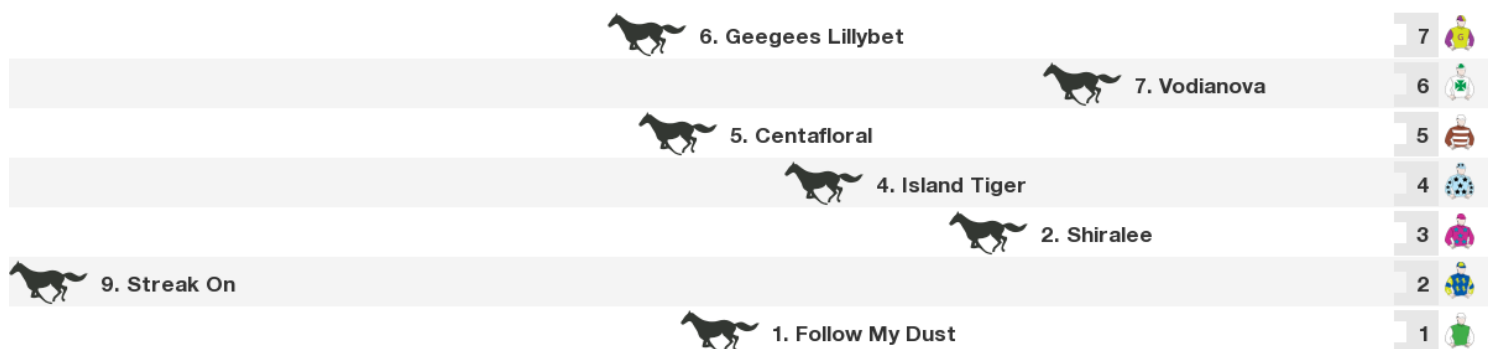 6. Geegees Lillybet 7
G
7. Vodianova 6
5. Centafloral 5
4. Island Tiger 4
2. Shiralee 3
9. Streak On 2
1. Follow My Dust 1